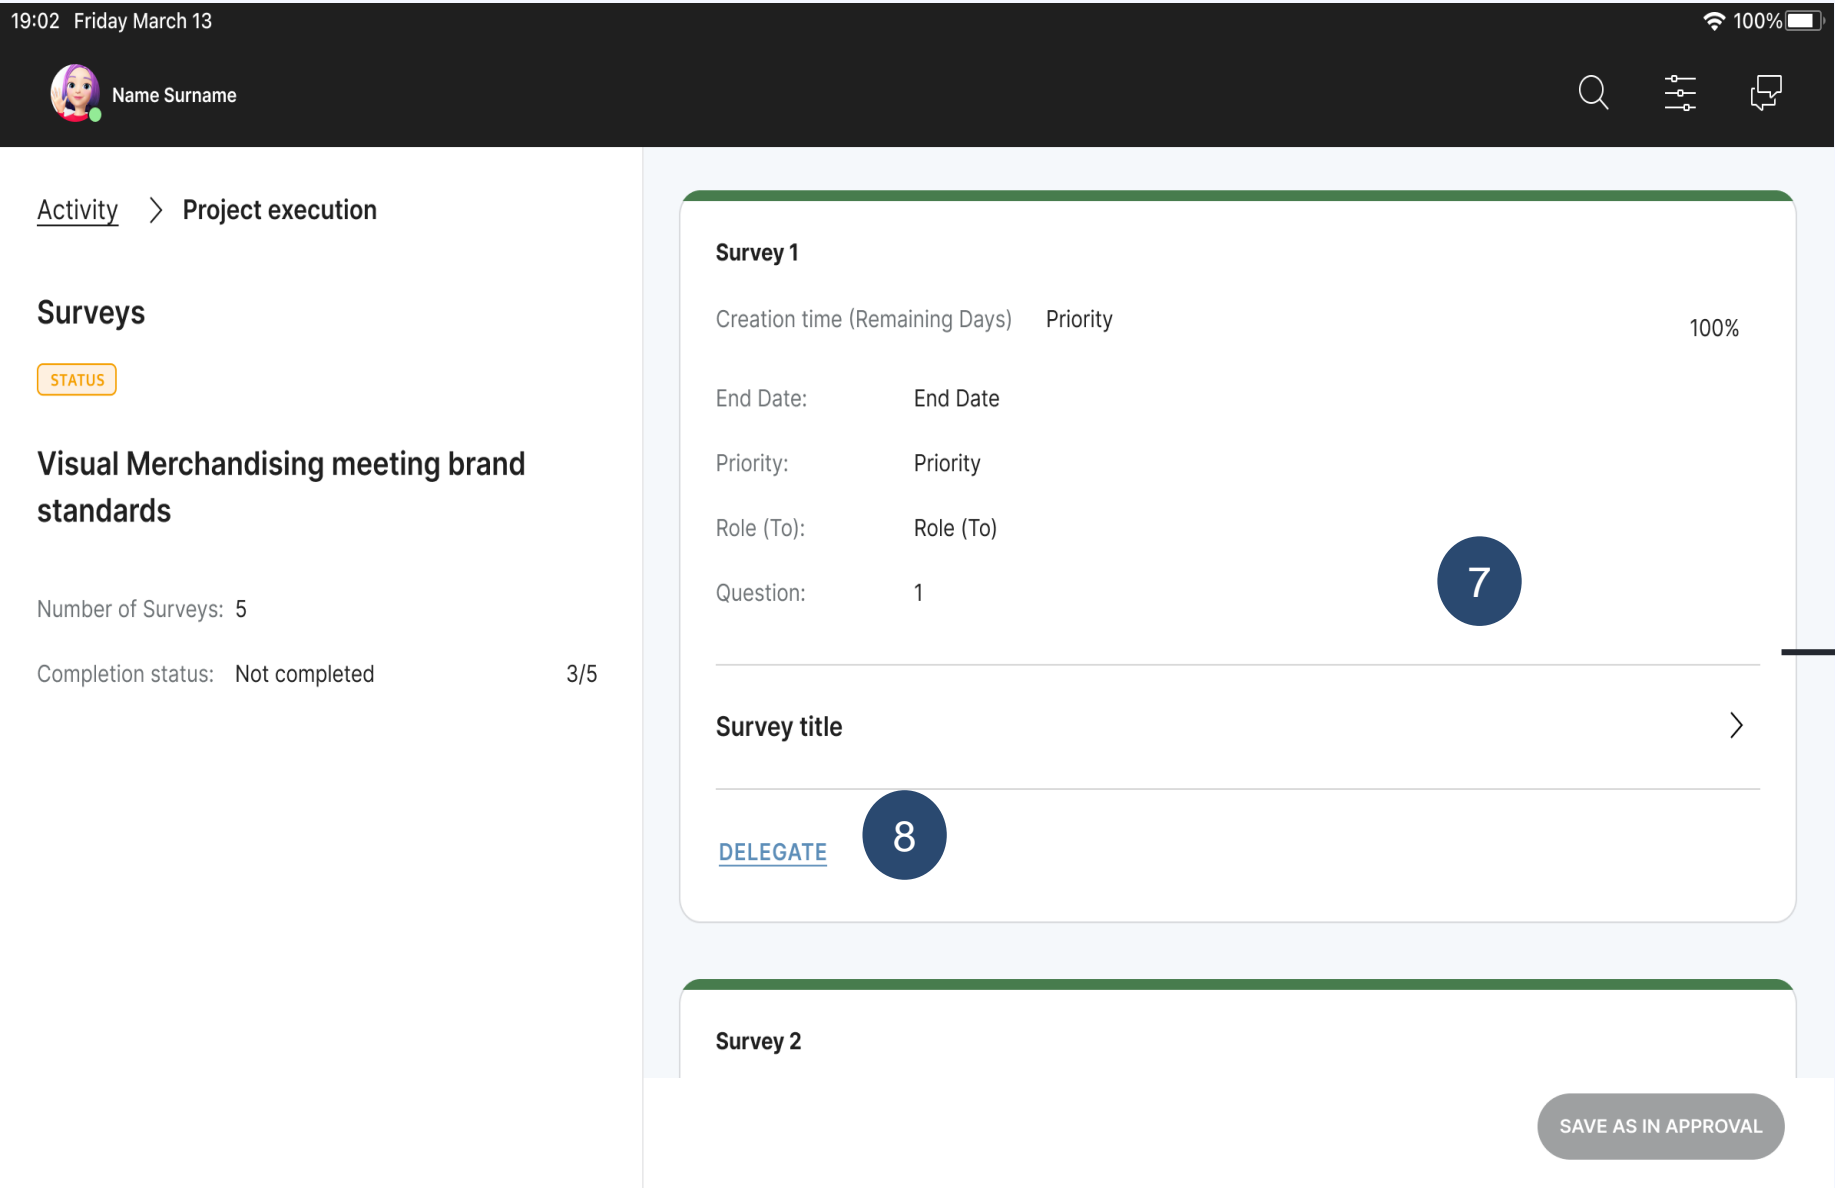 19:02 Friday March 13
100%
Name Surname
Activity > Project execution
Surveys
STATUS
Visual Merchandising meeting brand
standards
Number of Surveys: 5
Completion status: Not completed 3/5
Survey 1
Creation time (Remaining Days) Priority
100%
End Date: End Date
Priority: Priority
Role (To): Role (To)
Question: 1
7
Survey title
DELEGATE
8
Survey 2
SAVE AS IN APPROVAL